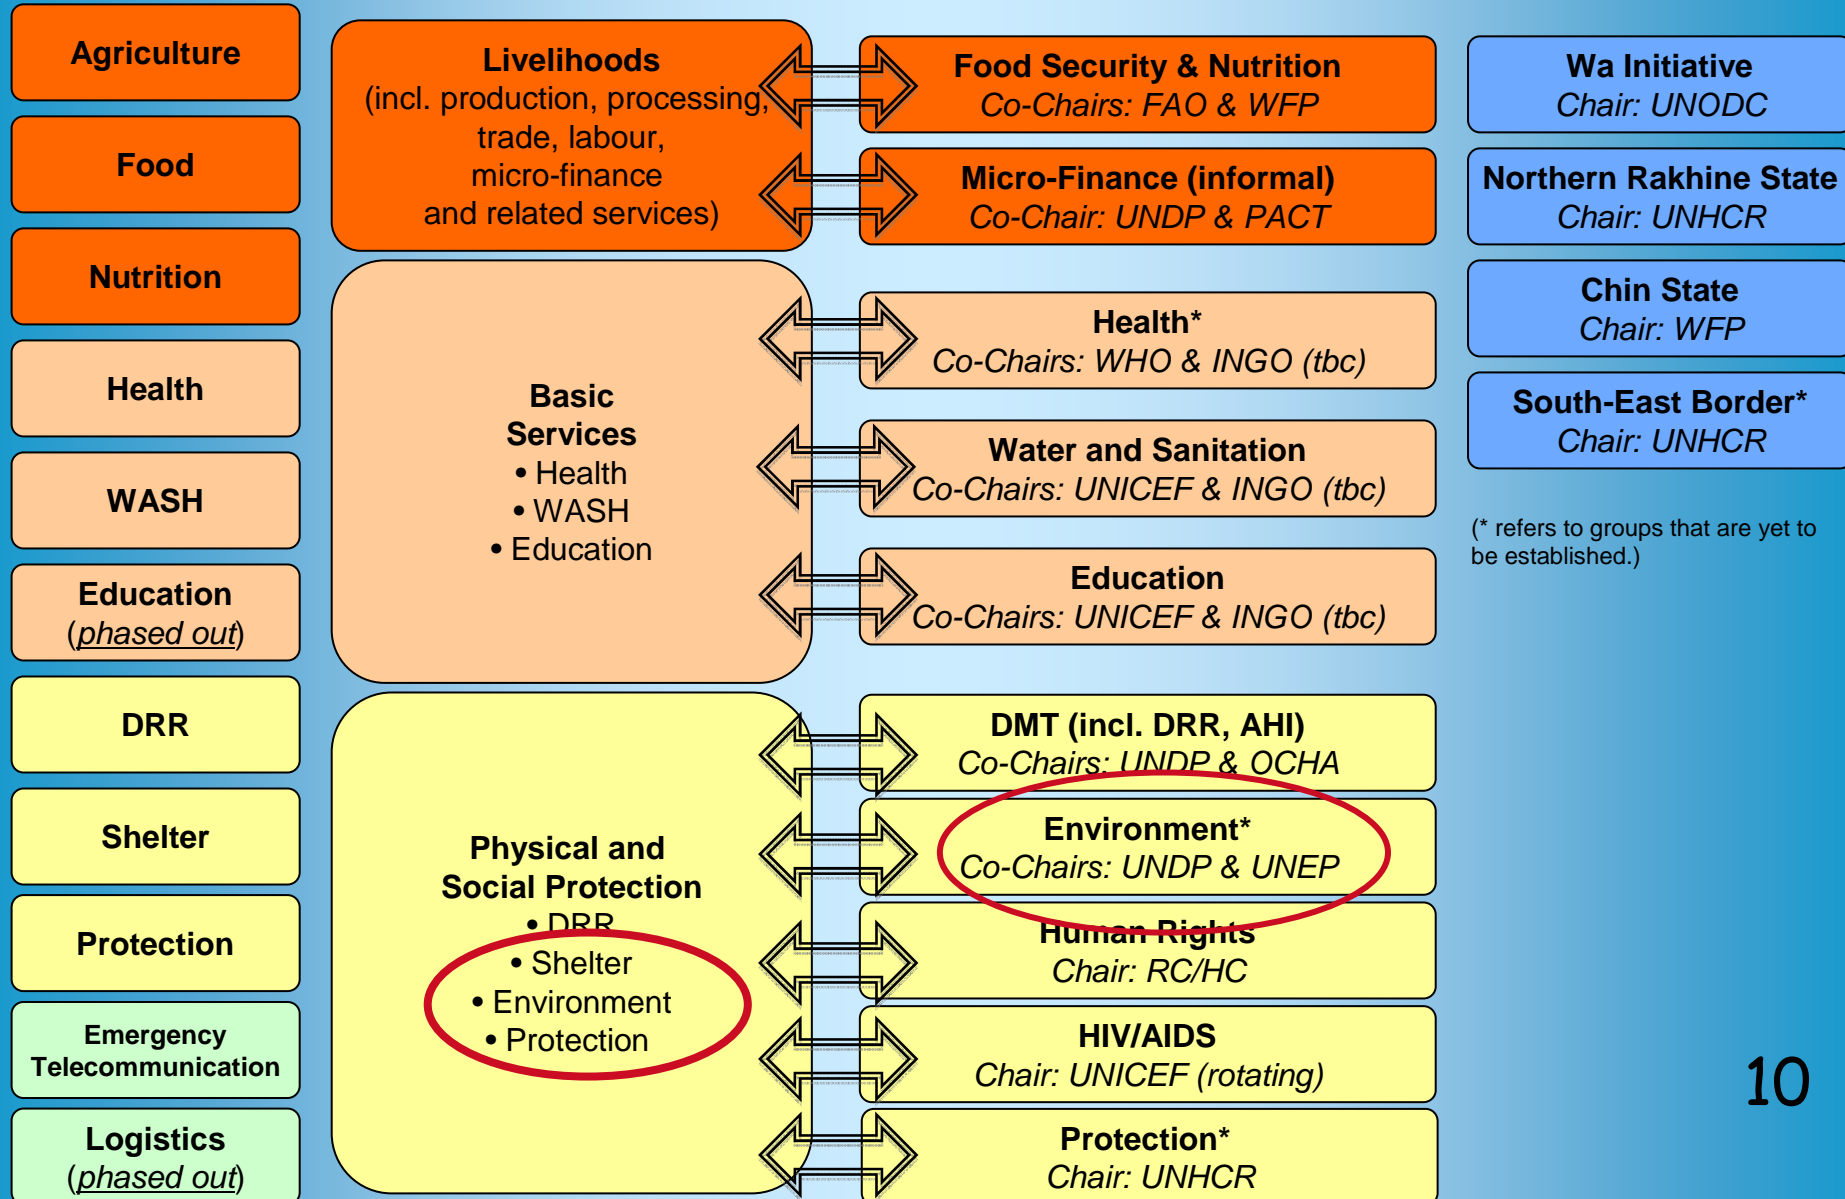 Agriculture
Food
Nutrition
Health
WASH
Education
(phased out)
DRR
Shelter
Protection
Emergency
Telecommunication
Logistics
(phased out)
Livelihoods
(incl. production, processing,
trade, labour,
micro-finance
and related services)
Basic
Services
• Health
• WASH
• Education
Physical and
Social Protection
• DRR
• Shelter
• Environment
• Protection
Food Security & Nutrition
Co-Chairs: FAO & WFP
Micro-Finance (informal)
Co-Chair: UNDP & PACT
Health*
Co-Chairs: WHO & INGO (tbc)
Water and Sanitation
Co-Chairs: UNICEF & INGO (tbc)
Education
Co-Chairs: UNICEF & INGO (tbc)
DMT (incl. DRR, AHI)
Co-Chairs: UNDP & OCHA
Environment*
Co-Chairs: UNDP & UNEP
Human Rights
Chair: RC/HC
HIV/AIDS
Chair: UNICEF (rotating)
Protection*
Chair: UNHCR
Wa Initiative
Chair: UNODC
Northern Rakhine State
Chair: UNHCR
Chin State
Chair: WFP
South-East Border*
Chair: UNHCR
(* refers to groups that are yet to
be established.)
10